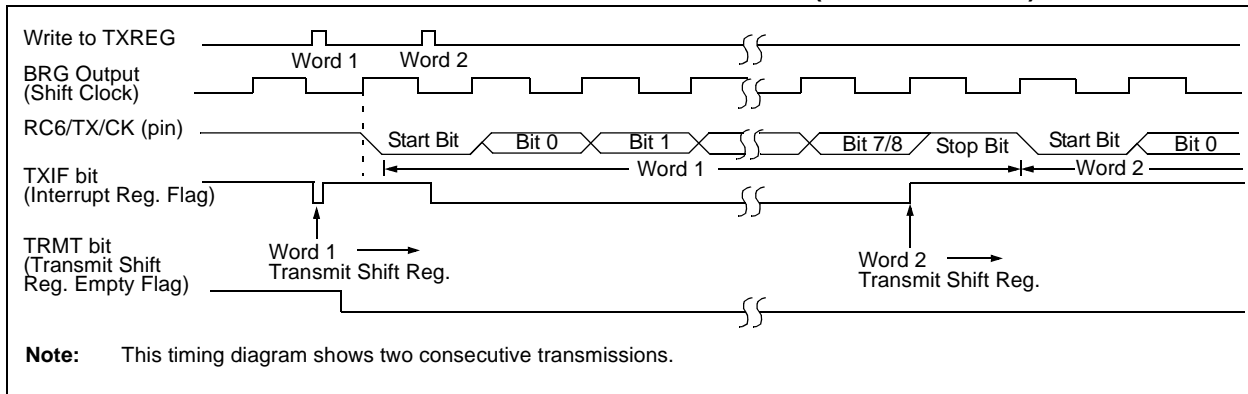 Write to TXREG
Word 1
Word 2
BRG Output
(Shift Clock)
RC6/TX/CK (pin)
Start Bit
Bit 0
Bit 1
Bit 7/8
Stop Bit
Start Bit
Bit 0
Word 1
Word 2
TXIF bit
(Interrupt Reg. Flag)
TRMT bit
(Transmit Shift
Reg. Empty Flag)
Word 1
Transmit Shift Reg.
Word 2
Transmit Shift Reg.
Note: This timing diagram shows two consecutive transmissions.